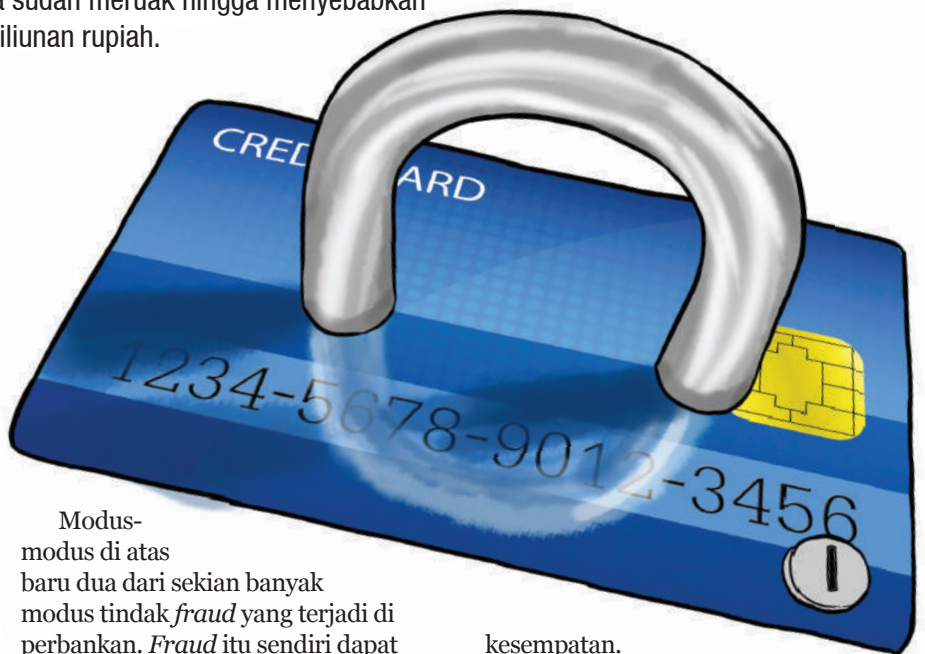 a sudah meruak hingga menyebabkan
iliunan rupiah.
CRED ARD
1234-5678-9012-3456
Modus-
modus di atas
baru dua dari sekian banyak
modus tindak fraud yang terjadi di
perbankan. Fraud itu sendiri dapat
kesempatan.